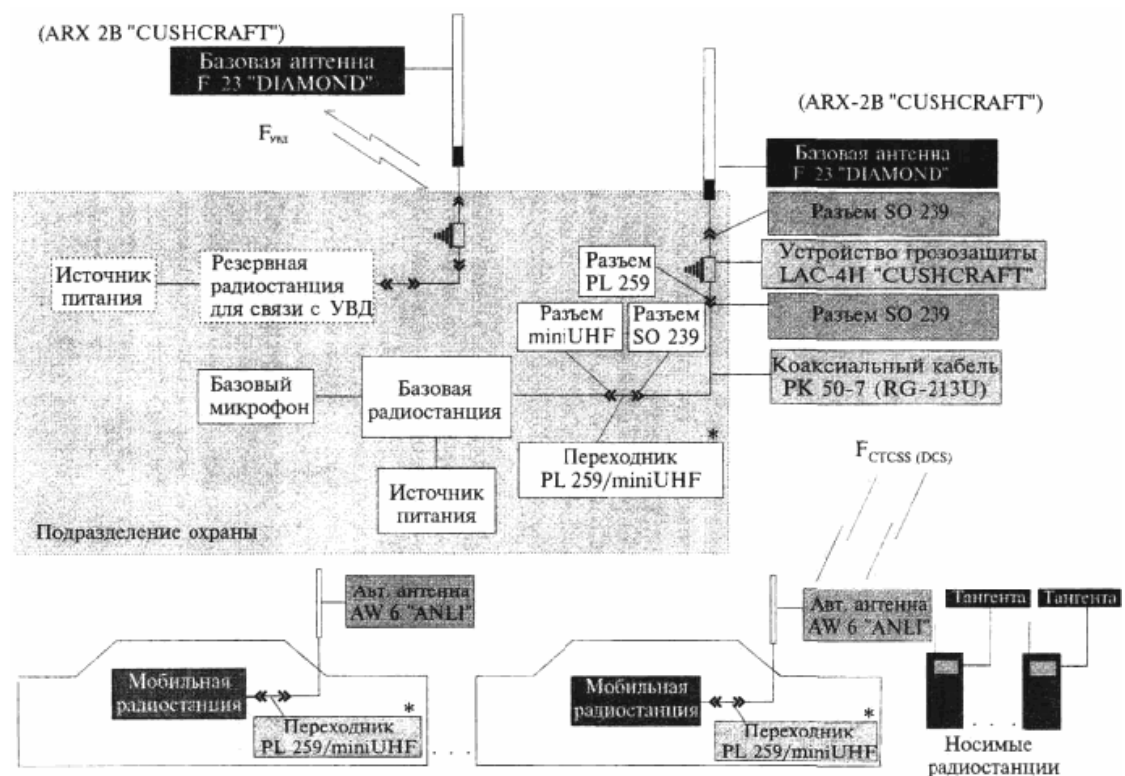 (ARX 2B "CUSHCRAFT")
Базовая антенна
F 23 "DIAMOND"
FУВД
(ARX-2B "CUSHCRAFT")
Базовая антенна
F 23 "DIAMOND"
Разъем SO 239
Устройство грозозащиты
LAC-4H "CUSHCRAFT"
Разъем SO 239
Коаксиальный кабель
РК 50-7 (RG-213U)
Источник
питания
Резервная
радиостанция
для связи с УВД
Разъем
PL 259
Разъем
miniUHF
Разъем
SO 239
Базовый
микрофон
Базовая
радиостанция
*
Переходник
PL 259/miniUHF
Источник
питания
Подразделение охраны
FCTCSS (DCS)
Авт. антенна
AW 6 "ANLI"
Авт. антенна
AW 6 "ANLI"
Тангента
Тангента
Мобильная
радиостанция
*
Переходник
PL 259/miniUHF
. . . .
Мобильная
радиостанция
*
Переходник
PL 259/miniUHF
. . .
Носимые
радиостанции